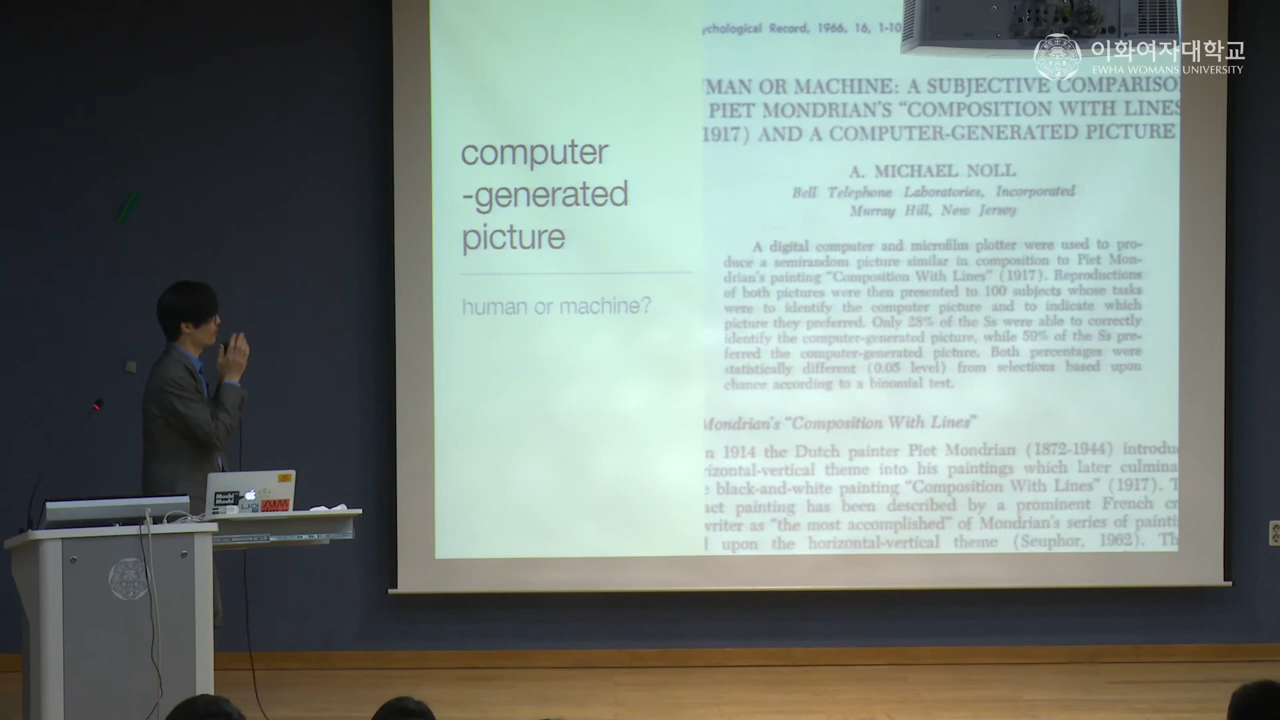 ychological Record, 1966, 16, 1-10
이화여자대학교
EWHA WOMANS UNIVERSITY
MAN OR MACHINE: A SUBJECTIVE COMPARISO
PIET MONDRIAN'S "COMPOSITION WITH LINES
1917) AND A COMPUTER-GENERATED PICTURE
A. MICHAEL NOLL
Bell Telephone Laboratories, Incorporated
Murray Hill, New Jersey
computer
-generated
picture
human or machine?
A digital computer and microfilm plotter were used to pro-
duce a semirandom picture similar in composition to Piet Mon-
drian's painting "Composition With Lines" (1917). Reproductions
of both pictures were then presented to 100 subjects whose tasks
were to identify the computer picture and to indicate which
picture they preferred. Only 28% of the Ss were able to correctly
identify the computer-generated picture, while 59% of the Ss pre-
ferred the computer-generated picture. Both percentages were
statistically different (0.05 level) from selections based upon
chance according to a binomial test.
Mondrian's "Composition With Lines"
n 1914 the Dutch painter Piet Mondrian (1872-1944) introdu
rizontal-vertical theme into his paintings which later culmina
black-and-white painting "Composition With Lines" (1917). T
act painting has been described by a prominent French cr
writer as "the most accomplished" of Mondrian's series of painti
upon the horizontal-vertical theme (Seuphor, 1962). Th